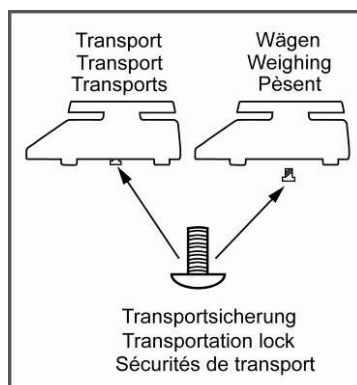 Transport
Transport
Transports
Wägen
Weighing
Pèsent
Transportsicherung
Transportation lock
Sécurités de transport